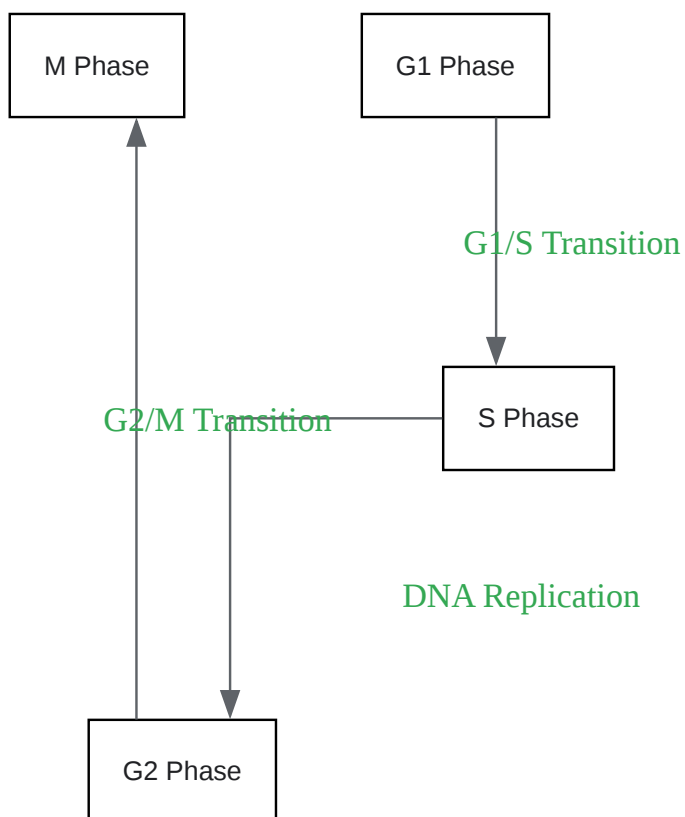 M Phase
G1 Phase
G1/S Transition
G2/M Transition
S Phase
DNA Replication
G2 Phase